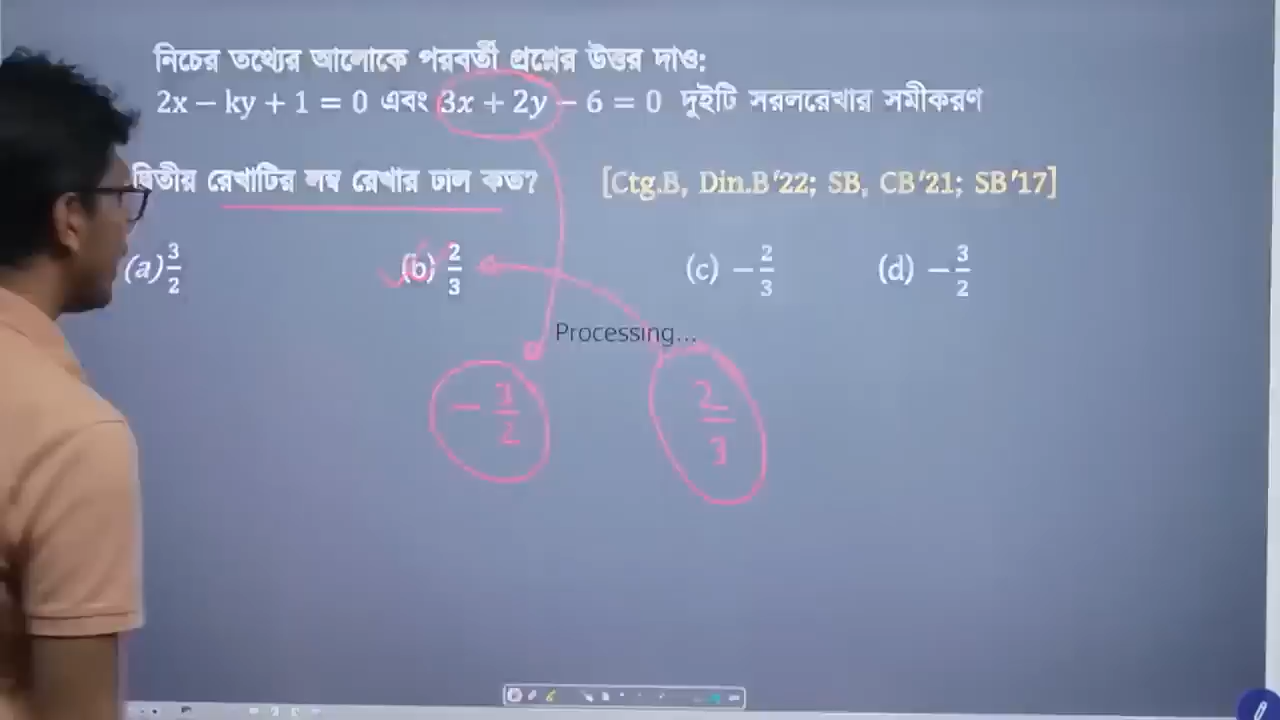 নিচের তথ্যের আলোকে পরবর্তী প্রশ্নের উত্তর দাও:
2x − ky + 1 = 0 এবং 3x + 2y − 6 = 0 দুইটি সরলরেখার সমীকরণ
দ্বিতীয় রেখাটির লম্ব রেখার ঢাল কত? [Ctg.B, Din.B'22; SB, CB'21; SB'17]
(a) 3/2 (b) 2/3 (c) −2/3 (d) −3/2
Processing...
−3/2 2/3